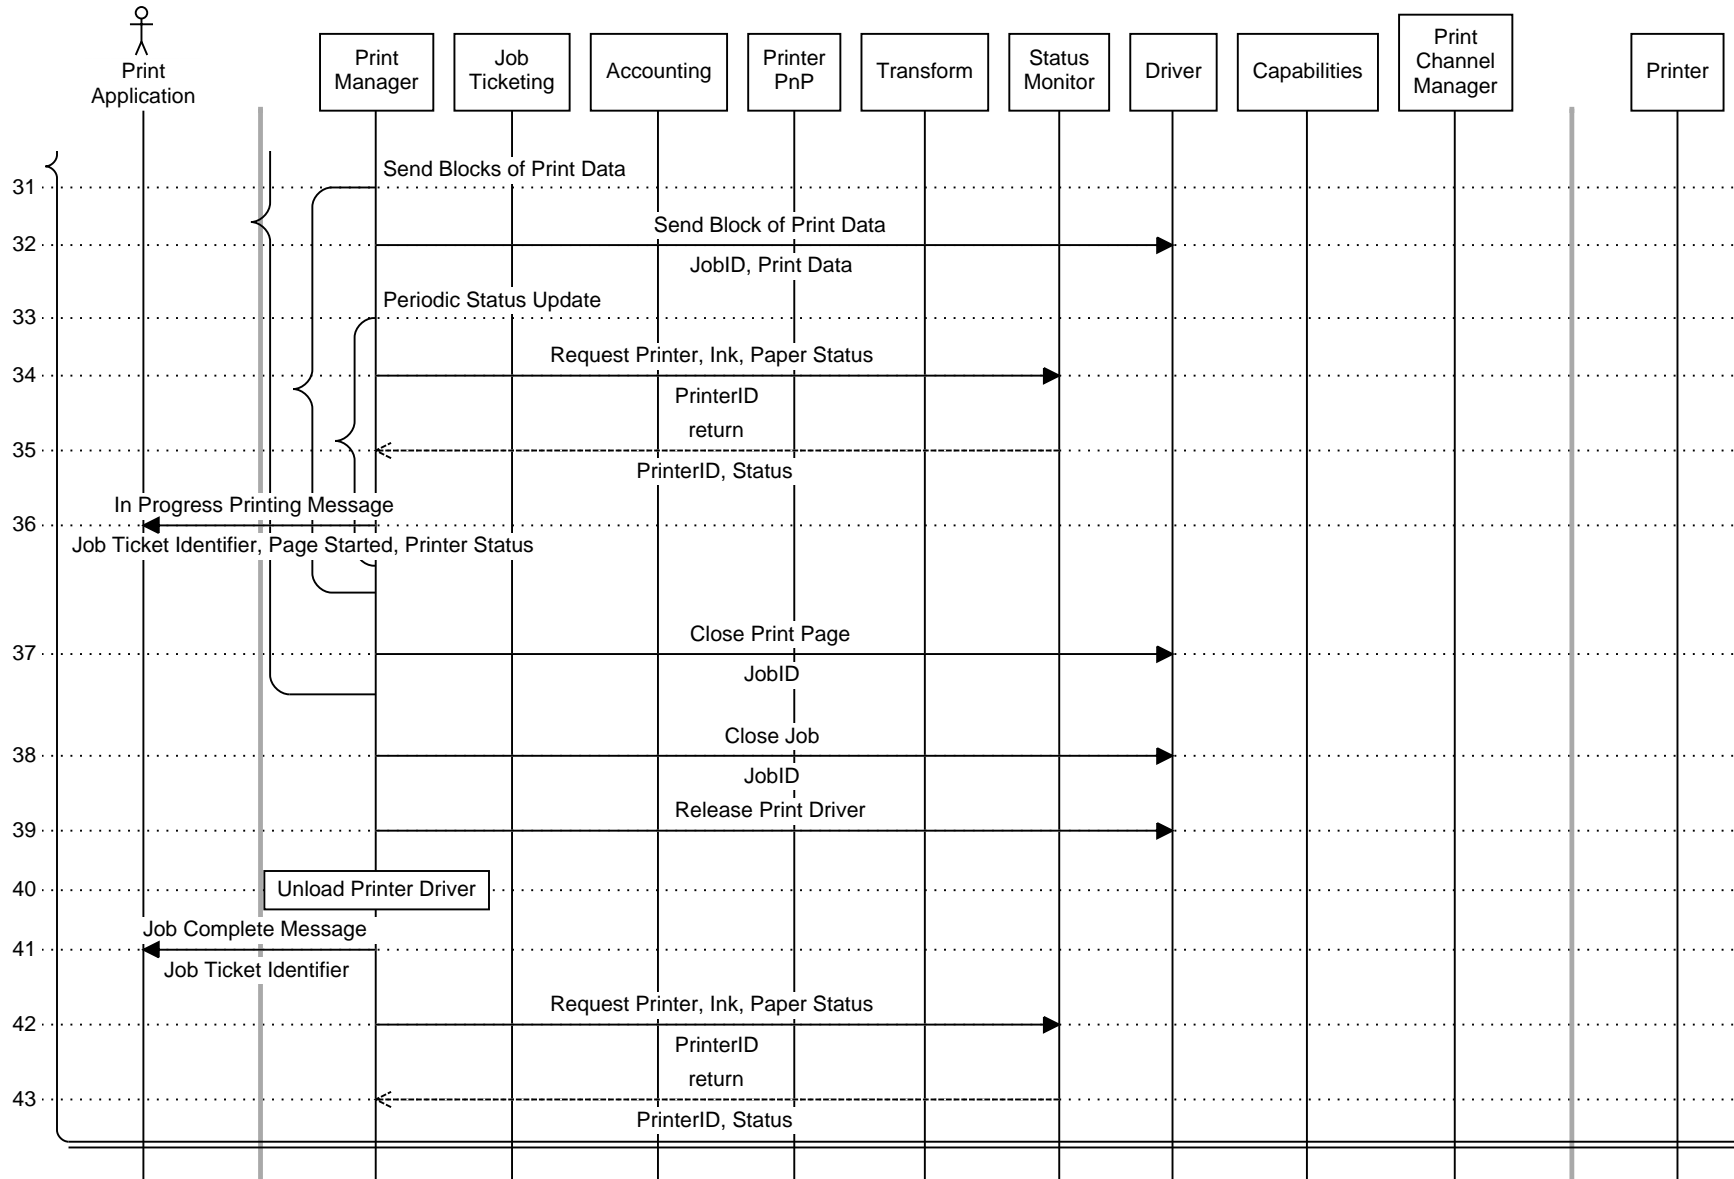 Print
Application
Print
Manager
Job
Ticketing
Accounting
Printer
PnP
Transform
Status
Monitor
Driver
Capabilities
Print
Channel
Manager
Printer
Send Blocks of Print Data
31
Send Block of Print Data
32
JobID, Print Data
Periodic Status Update
33
Request Printer, Ink, Paper Status
34
PrinterID
return
35
PrinterID, Status
In Progress Printing Message
36
Job Ticket Identifier, Page Started, Printer Status
Close Print Page
37
JobID
Close Job
38
JobID
Release Print Driver
39
40
Unload Printer Driver
Job Complete Message
41
Job Ticket Identifier
Request Printer, Ink, Paper Status
42
PrinterID
return
43
PrinterID, Status